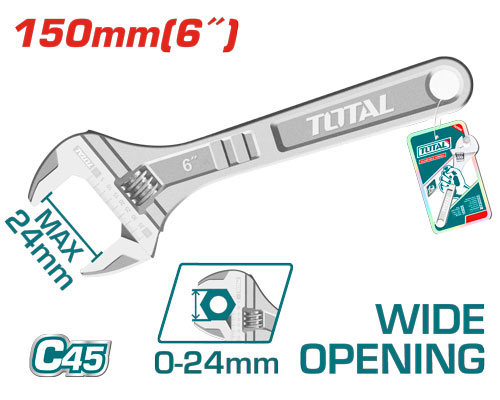 150mm(6″)
TOTAL
6″
TOTAL
MAX
24mm
C45
0-24mm
WIDE
OPENING